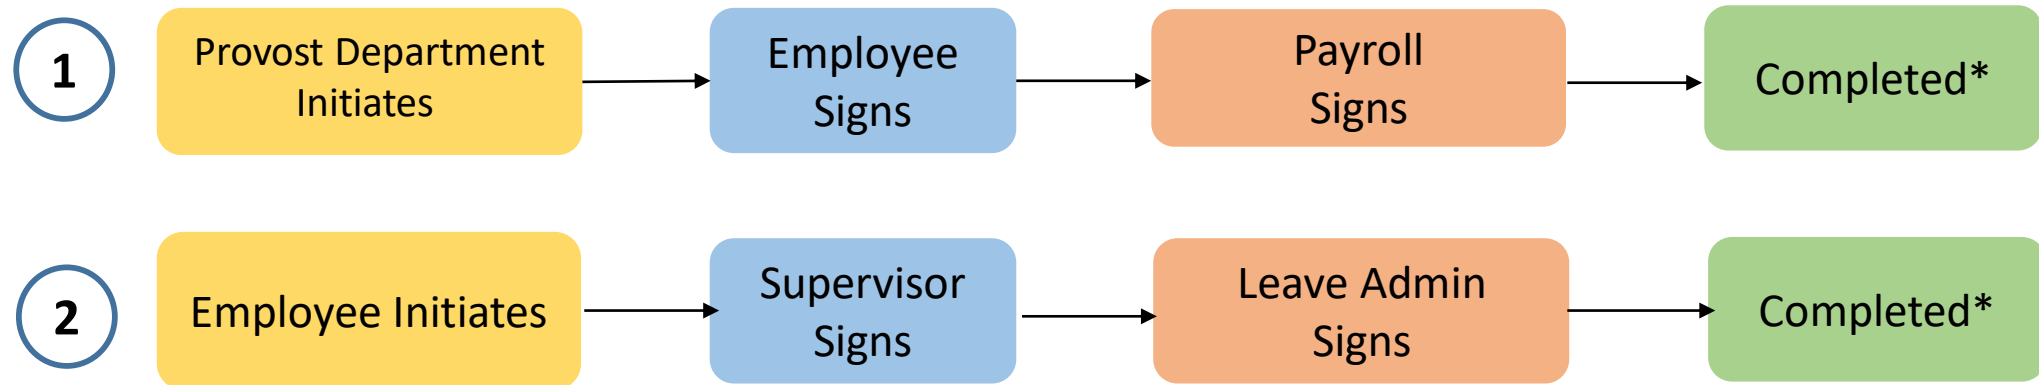 1
Provost Department
Initiates
Employee
Signs
Payroll
Signs
Completed*
2
Employee Initiates
Supervisor
Signs
Leave Admin
Signs
Completed*